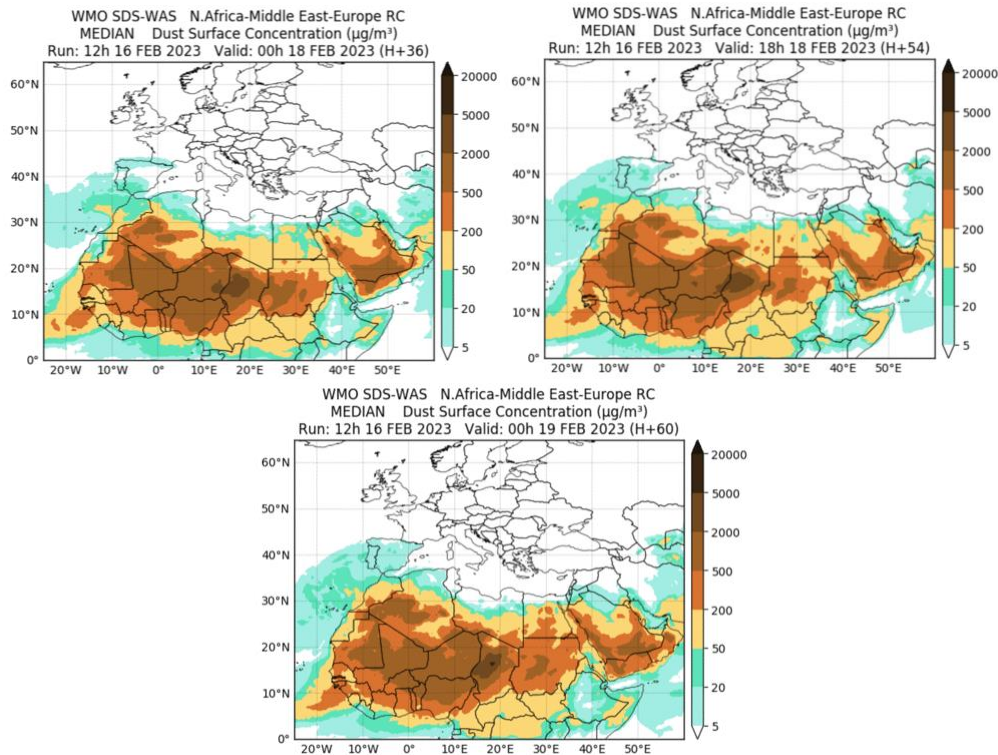 WMO SDS-WAS N.Africa-Middle East-Europe RC
MEDIAN Dust Surface Concentration (µg/m³)
Run: 12h 16 FEB 2023 Valid: 00h 18 FEB 2023 (H+36)
60°N
50°N
40°N
30°N
20°N
10°N
0°
20°W 10°W 0° 10°E 20°E 30°E 40°E 50°E
20000
5000
2000
500
200
50
20
5
WMO SDS-WAS N.Africa-Middle East-Europe RC
MEDIAN Dust Surface Concentration (µg/m³)
Run: 12h 16 FEB 2023 Valid: 18h 18 FEB 2023 (H+54)
60°N
50°N
40°N
30°N
20°N
10°N
0°
20°W 10°W 0° 10°E 20°E 30°E 40°E 50°E
20000
5000
2000
500
200
50
20
5
WMO SDS-WAS N.Africa-Middle East-Europe RC
MEDIAN Dust Surface Concentration (µg/m³)
Run: 12h 16 FEB 2023 Valid: 00h 19 FEB 2023 (H+60)
60°N
50°N
40°N
30°N
20°N
10°N
0°
20°W 10°W 0° 10°E 20°E 30°E 40°E 50°E
20000
5000
2000
500
200
50
20
5